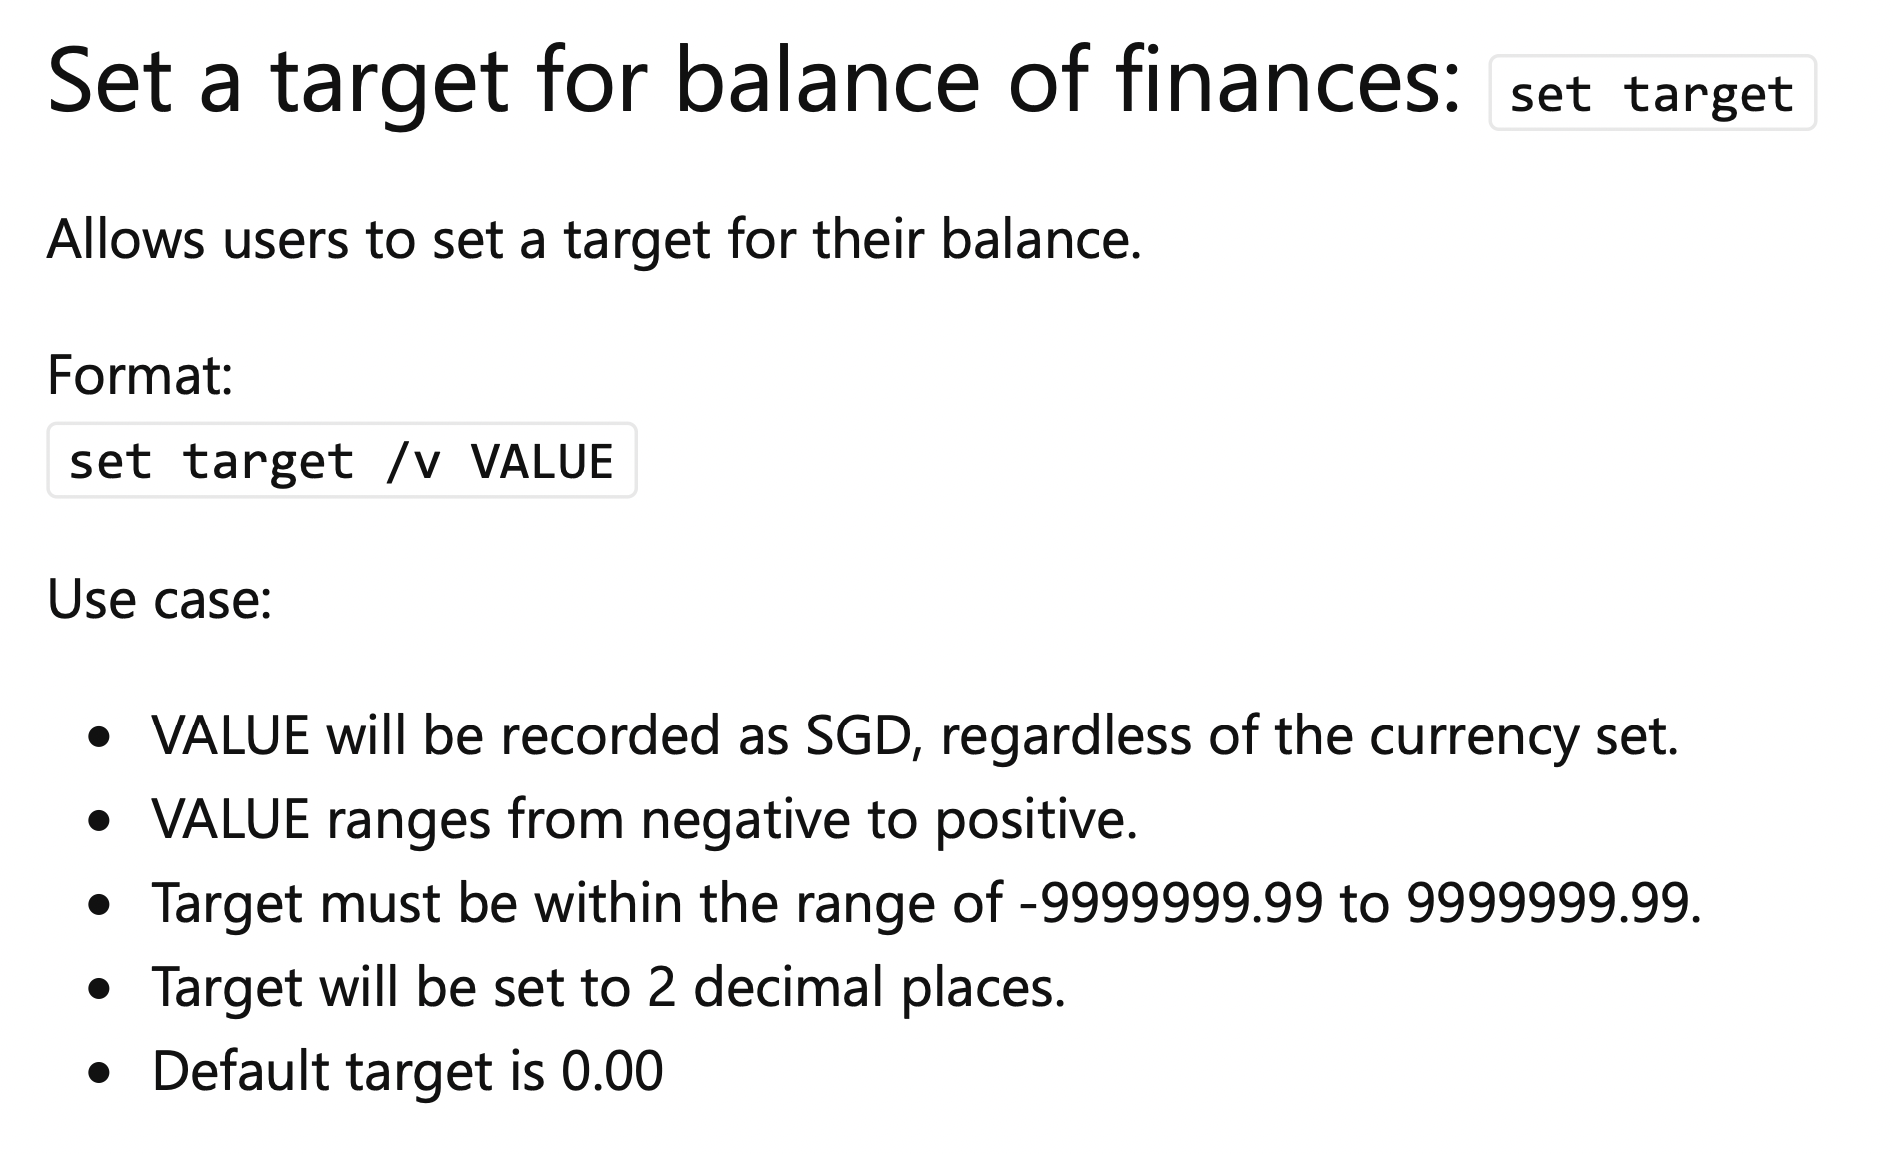 Set a target for balance of finances: set target
Allows users to set a target for their balance.
Format:
set target /v VALUE
Use case:
VALUE will be recorded as SGD, regardless of the currency set.
VALUE ranges from negative to positive.
Target must be within the range of -9999999.99 to 9999999.99.
Target will be set to 2 decimal places.
Default target is 0.00